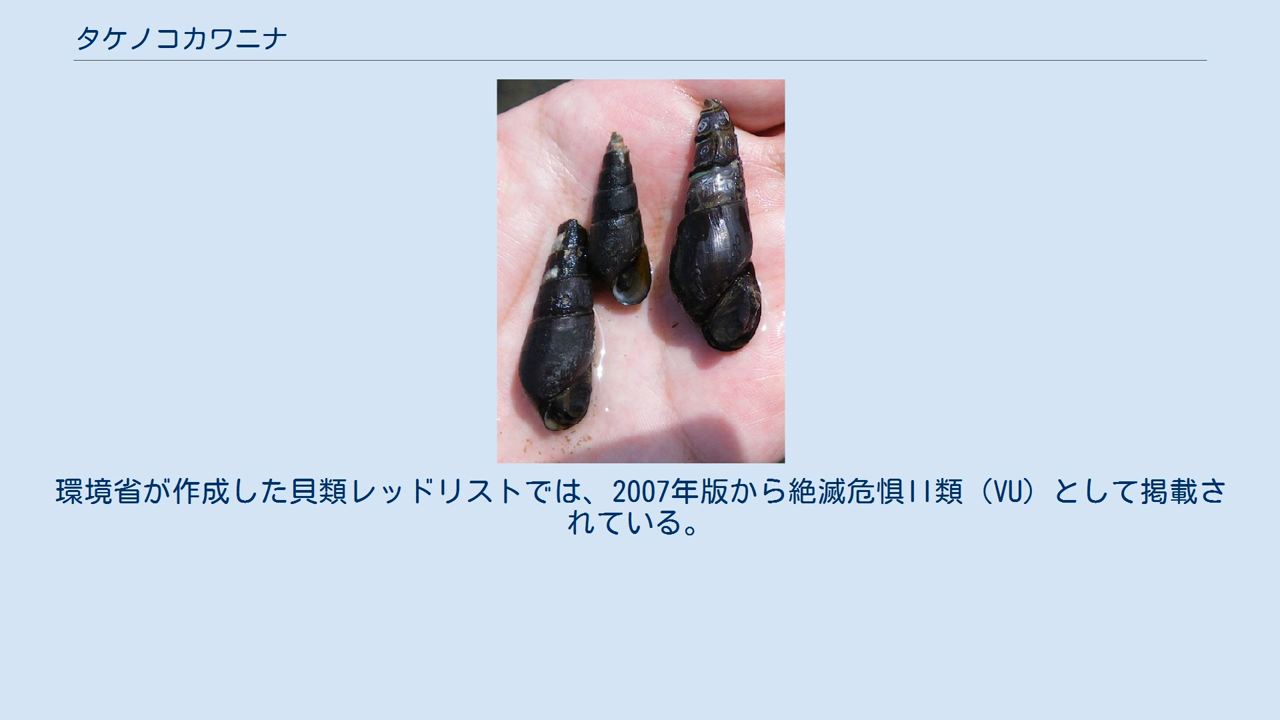 タケノコカワニナ
環境省が作成した貝類レッドリストでは、2007年版から絶滅危惧II類（VU）として掲載さ
れている。